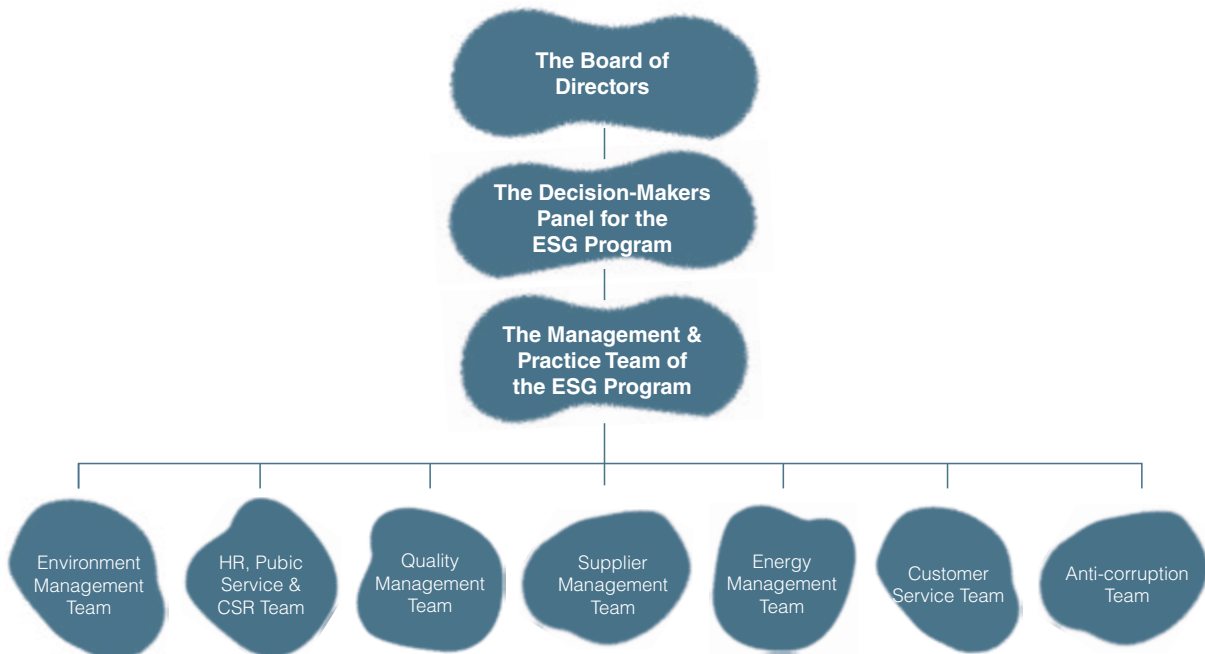 The Board of
Directors
The Decision-Makers
Panel for the
ESG Program
The Management &
Practice Team of
the ESG Program
Environment
Management
Team
HR, Pubic
Service &
CSR Team
Quality
Management
Team
Supplier
Management
Team
Energy
Management
Team
Customer
Service Team
Anti-corruption
Team